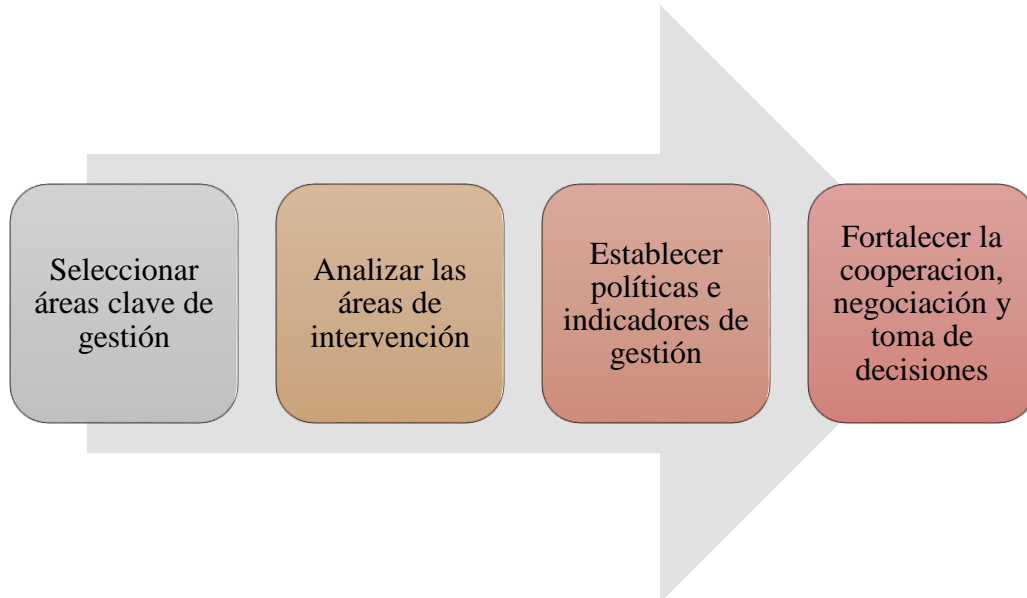 Seleccionar
áreas clave de
gestión
Analizar las
áreas de
intervención
Establecer
políticas e
indicadores de
gestión
Fortalecer la
cooperacion,
negociación y
toma de
decisiones